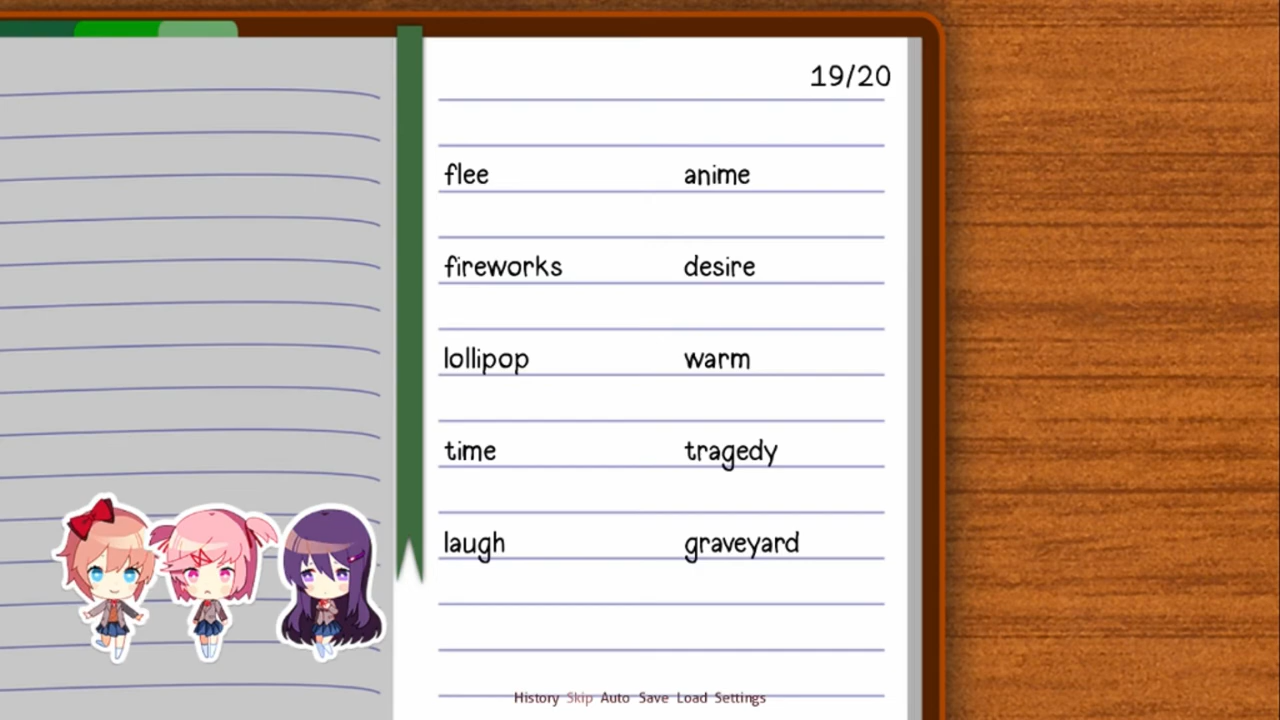 19/20
flee anime
fireworks desire
lollipop warm
time tragedy
laugh graveyard
History Skip Auto Save Load Settings